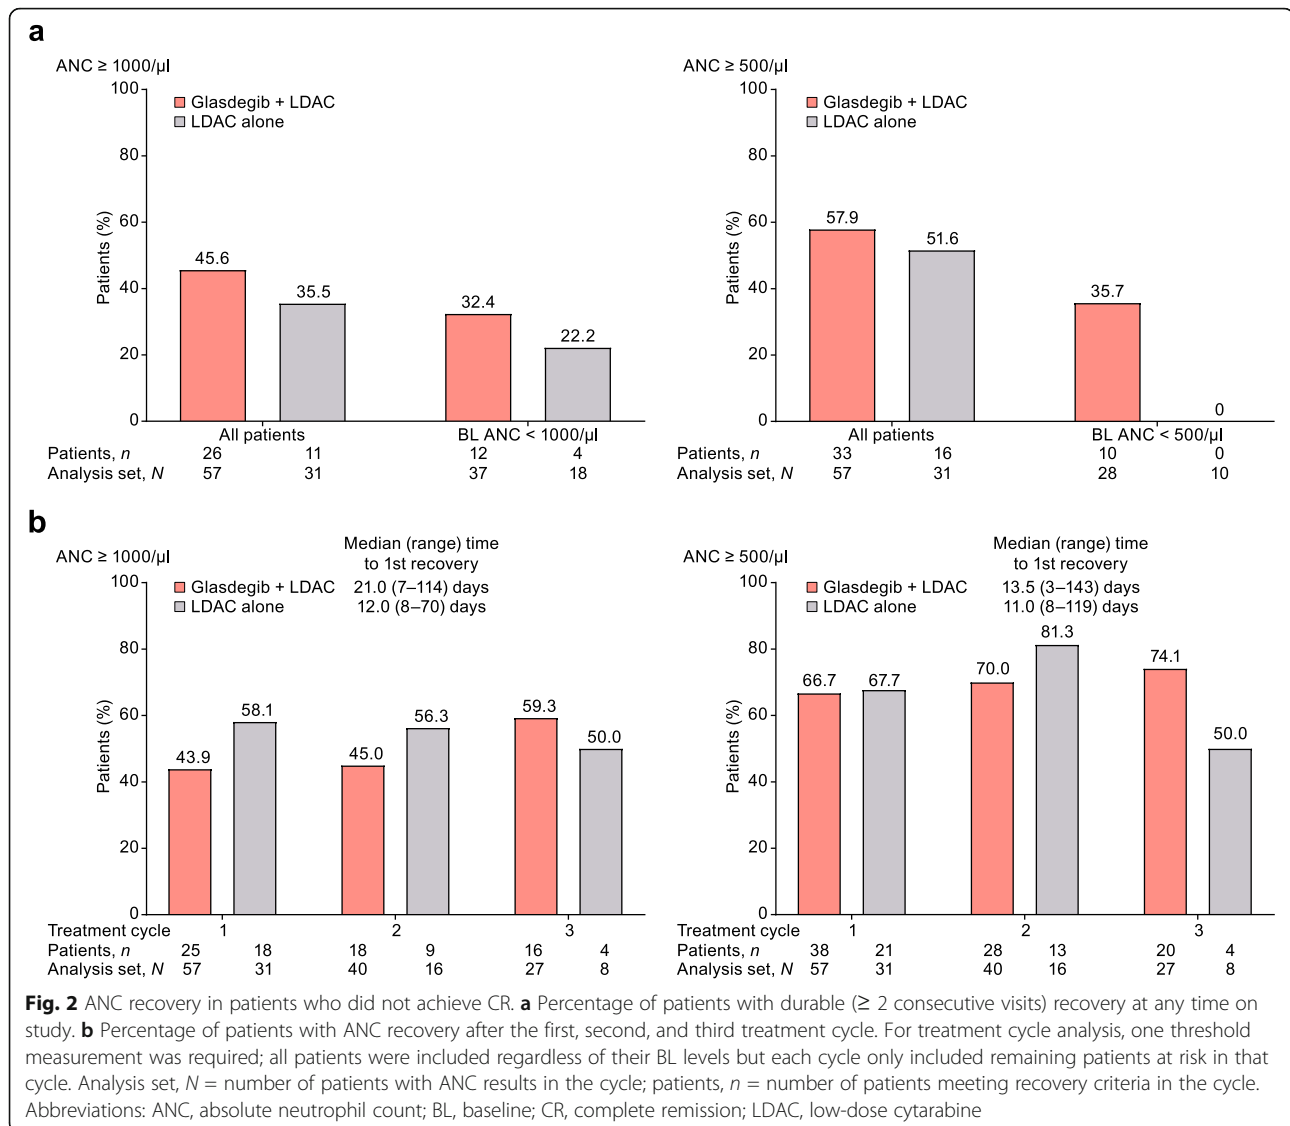 a
ANC ≥ 1000/µl
100
80
60
40
20
0
Patients (%)
Glasdegib + LDAC
LDAC alone
45.6
35.5
32.4
22.2
All patients
BL ANC < 1000/µl
Patients, n 26 11 12 4
Analysis set, N 57 31 37 18
ANC ≥ 500/µl
100
80
60
40
20
0
Patients (%)
Glasdegib + LDAC
LDAC alone
57.9
51.6
35.7
0
All patients
BL ANC < 500/µl
Patients, n 33 16 10 0
Analysis set, N 57 31 28 10
b
ANC ≥ 1000/µl
Median (range) time
to 1st recovery
Glasdegib + LDAC 21.0 (7–114) days
LDAC alone 12.0 (8–70) days
100
80
60
40
20
0
Patients (%)
43.9
58.1
45.0
56.3
59.3
50.0
Treatment cycle 1 2 3
Patients, n 25 18 18 9 16 4
Analysis set, N 57 31 40 16 27 8
ANC ≥ 500/µl
Median (range) time
to 1st recovery
Glasdegib + LDAC 13.5 (3–143) days
LDAC alone 11.0 (8–119) days
100
80
60
40
20
0
Patients (%)
66.7
67.7
70.0
81.3
74.1
50.0
Treatment cycle 1 2 3
Patients, n 38 21 28 13 20 4
Analysis set, N 57 31 40 16 27 8
Fig. 2 ANC recovery in patients who did not achieve CR. a Percentage of patients with durable (≥ 2 consecutive visits) recovery at any time on
study. b Percentage of patients with ANC recovery after the first, second, and third treatment cycle. For treatment cycle analysis, one threshold
measurement was required; all patients were included regardless of their BL levels but each cycle only included remaining patients at risk in that
cycle. Analysis set, N = number of patients with ANC results in the cycle; patients, n = number of patients meeting recovery criteria in the cycle.
Abbreviations: ANC, absolute neutrophil count; BL, baseline; CR, complete remission; LDAC, low-dose cytarabine